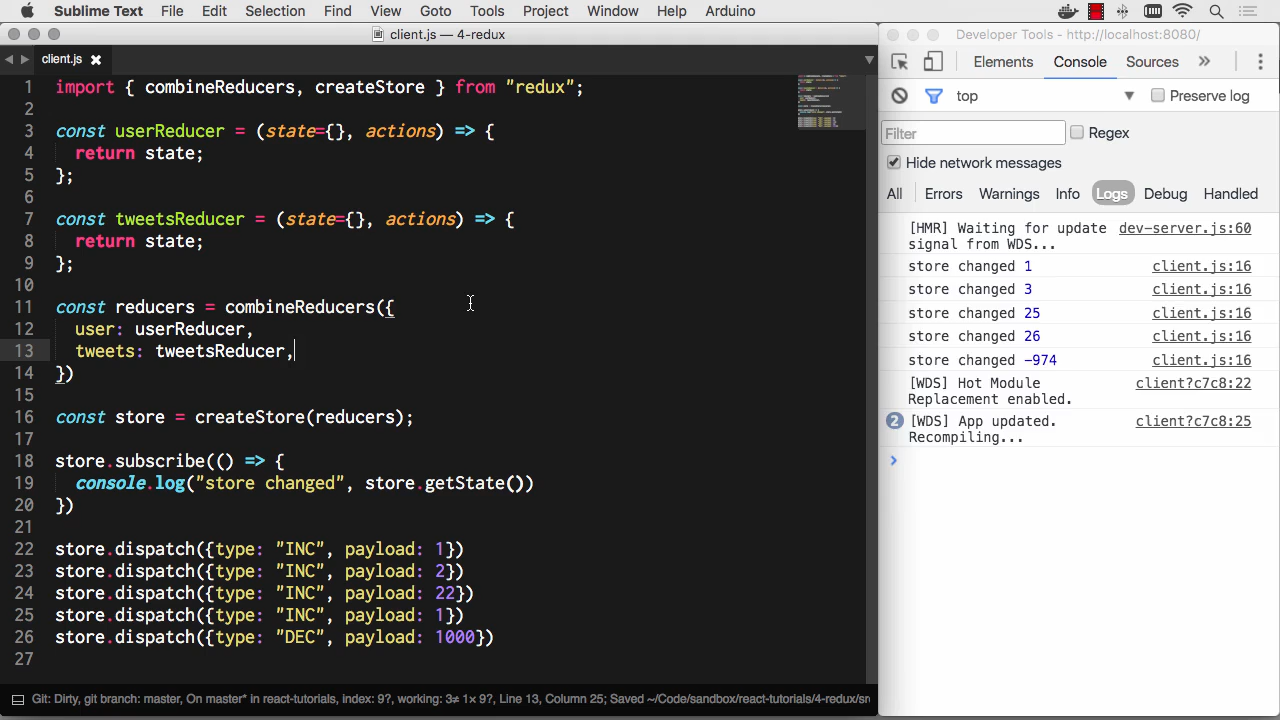 Sublime Text File Edit Selection Find View Goto Tools Project Window Help Arduino
client.js — 4-redux
client.js
1 import { combineReducers, createStore } from "redux";
2
3 const userReducer = (state={}, actions) => {
4 return state;
5 };
6
7 const tweetsReducer = (state={}, actions) => {
8 return state;
9 };
10
11 const reducers = combineReducers({
12 user: userReducer,
13 tweets: tweetsReducer,
14 })
15
16 const store = createStore(reducers);
17
18 store.subscribe(() => {
19 console.log("store changed", store.getState())
20 })
21
22 store.dispatch({type: "INC", payload: 1})
23 store.dispatch({type: "INC", payload: 2})
24 store.dispatch({type: "INC", payload: 22})
25 store.dispatch({type: "INC", payload: 1})
26 store.dispatch({type: "DEC", payload: 1000})
27
Git: Dirty, git branch: master, On master* in react-tutorials, index: 9?, working: 3≠ 1× 9?, Line 13, Column 25; Saved ~/Code/sandbox/react-tutorials/4-redux/sr
Developer Tools - http://localhost:8080/
Elements Console Sources »
top Preserve log
Filter Regex
Hide network messages
All Errors Warnings Info Logs Debug Handled
[HMR] Waiting for update dev-server.js:60
signal from WDS...
store changed 1 client.js:16
store changed 3 client.js:16
store changed 25 client.js:16
store changed 26 client.js:16
store changed -974 client.js:16
[WDS] Hot Module client?c7c8:22
Replacement enabled.
2 [WDS] App updated. client?c7c8:25
Recompiling...